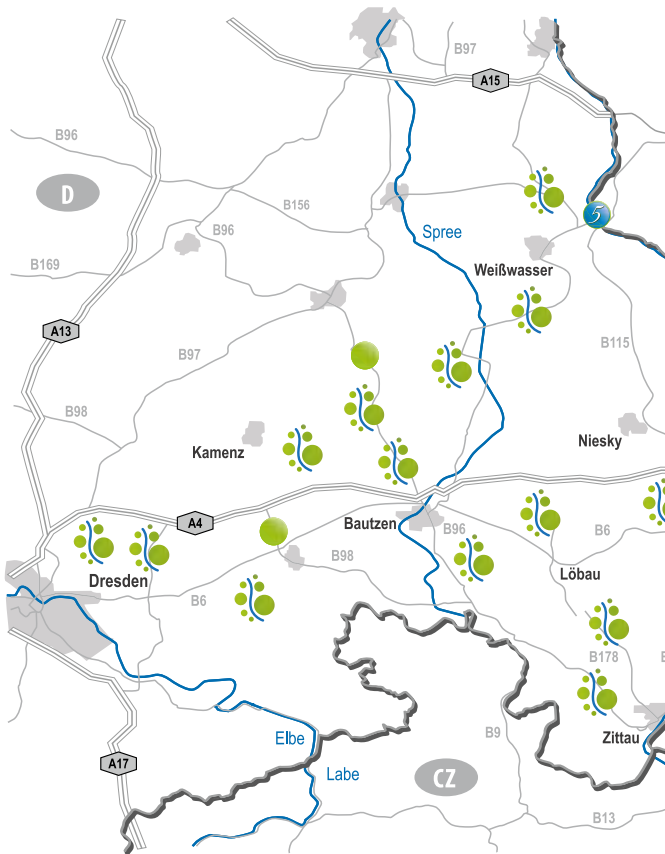 B97
A15
B96
D
B156
5
B96
Spree
B169
Weißwasser
A13
B97
B115
B98
Kamenz
Niesky
A4
Bautzen
B96
B6
B98
Dresden
Löbau
B6
B178
B
Elbe
B9
Zittau
A17
Labe
CZ
B13